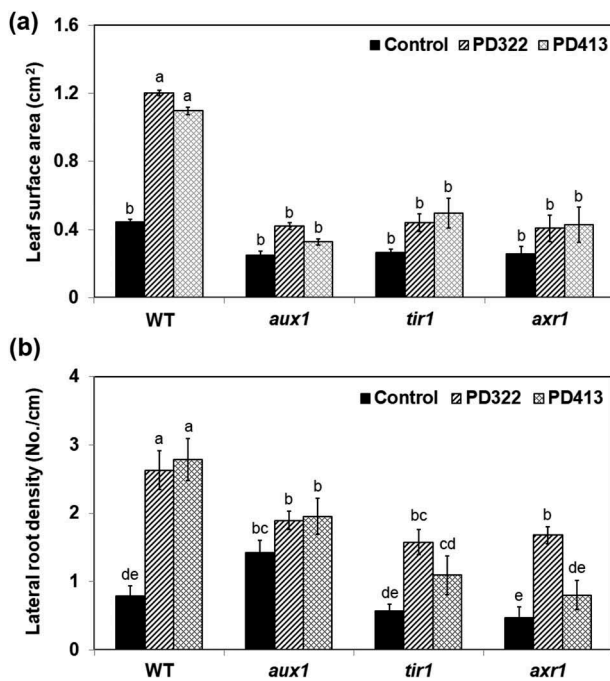 (a)
Leaf surface area (cm²)
1.6
1.2
0.8
0.4
0
Control PD322 PD413
b a a
b b b
b b b
b b b
WT aux1 tir1 axr1
(b)
Lateral root density (No./cm)
4
3
2
1
0
Control PD322 PD413
de a a
bc b b
de bc cd
e b de
WT aux1 tir1 axr1